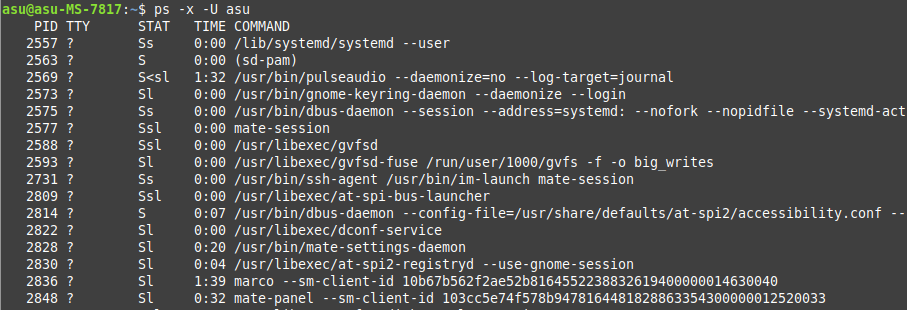 asu@asu-MS-7817:~$ ps -x -U asu
PID TTY STAT TIME COMMAND
2557 ? Ss 0:00 /lib/systemd/systemd --user
2563 ? S 0:00 (sd-pam)
2569 ? S<sl 1:32 /usr/bin/pulseaudio --daemonize=no --log-target=journal
2573 ? Sl 0:00 /usr/bin/gnome-keyring-daemon --daemonize --login
2575 ? Ss 0:00 /usr/bin/dbus-daemon --session --address=systemd: --nofork --nopidfile --systemd-act
2577 ? Ssl 0:00 mate-session
2588 ? Ssl 0:00 /usr/libexec/gvfsd
2593 ? Sl 0:00 /usr/libexec/gvfsd-fuse /run/user/1000/gvfs -f -o big_writes
2731 ? Ss 0:00 /usr/bin/ssh-agent /usr/bin/im-launch mate-session
2809 ? Ssl 0:00 /usr/libexec/at-spi-bus-launcher
2814 ? S 0:07 /usr/bin/dbus-daemon --config-file=/usr/share/defaults/at-spi2/accessibility.conf --
2822 ? Sl 0:00 /usr/libexec/dconf-service
2828 ? Sl 0:20 /usr/bin/mate-settings-daemon
2830 ? Sl 0:04 /usr/libexec/at-spi2-registryd --use-gnome-session
2836 ? Sl 1:39 marco --sm-client-id 10b67b562f2ae52b816455223883261940000014630040
2848 ? Sl 0:32 mate-panel --sm-client-id 103cc5e74f578b947816448182886335430000012520033